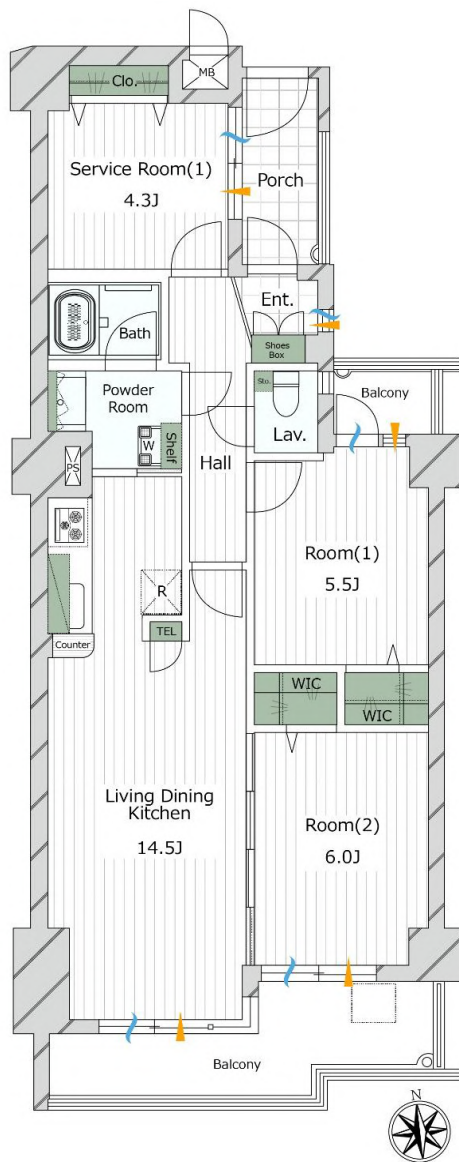 MB
Clo.
Service Room(1)
4.3J
Porch
Ent.
Shoes
Box
Bath
Sto.
Balcony
Powder
Room
Lav.
W
Shelf
Hall
PS
Room(1)
5.5J
R
TEL
Counter
WIC
WIC
Living Dining
Kitchen
14.5J
Room(2)
6.0J
Balcony
N